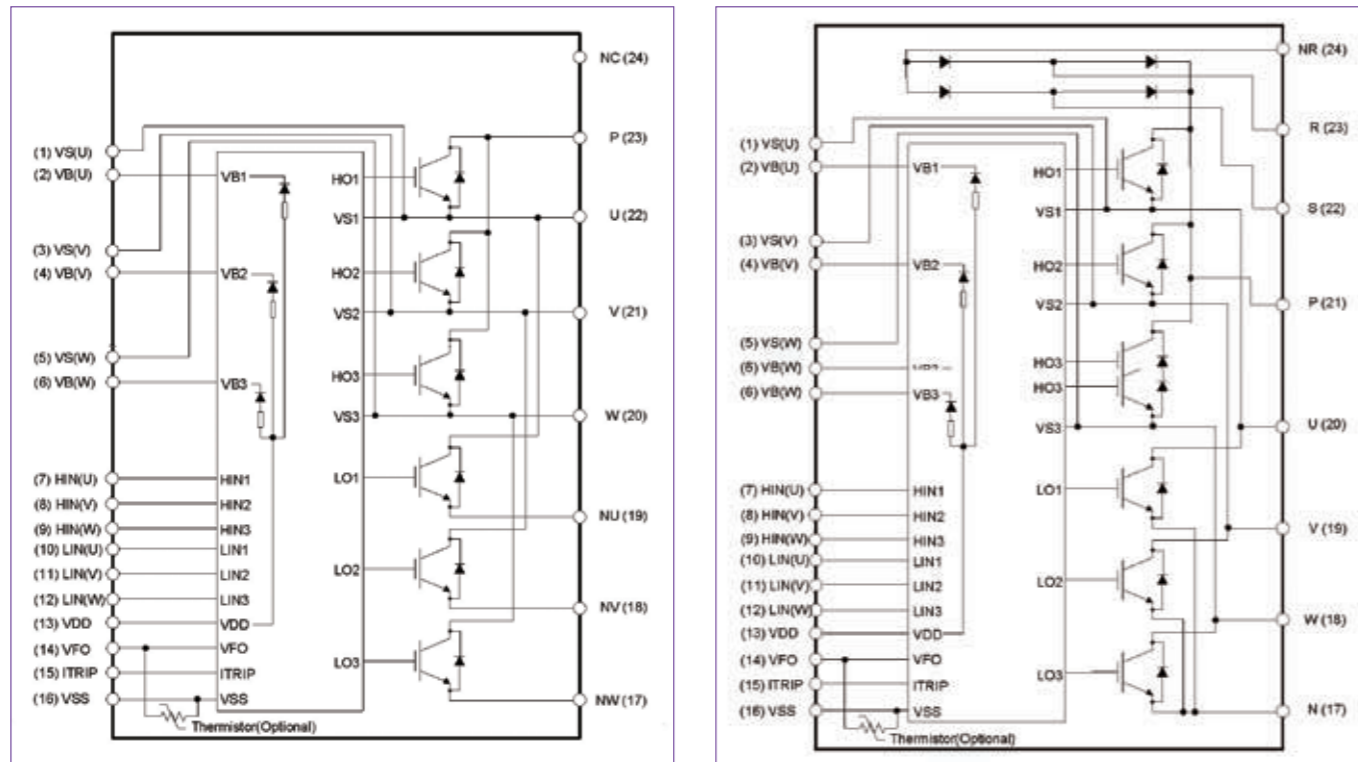 NC (24)
P (23)
(1) VS(U)
(2) VB(U)
VB1
HO1
U (22)
VS1
(3) VS(V)
(4) VB(V)
VB2
HO2
V (21)
VS2
(5) VS(W)
(6) VB(W)
VB3
HO3
W (20)
VS3
(7) HIN(U)
HIN1
LO1
(8) HIN(V)
HIN2
NU (19)
(9) HIN(W)
HIN3
(10) LIN(U)
LIN1
(11) LIN(V)
LIN2
LO2
(12) LIN(W)
LIN3
NV (18)
(13) VDD
VDD
(14) VFO
VFO
LO3
(15) ITRIP
ITRIP
(16) VSS
VSS
NW (17)
Thermistor(Optional)
NR (24)
R (23)
(1) VS(U)
(2) VB(U)
VB1
HO1
S (22)
VS1
(3) VS(V)
(4) VB(V)
VB2
HO2
P (21)
VS2
(5) VS(W)
HO3
(6) VB(W)
(6) VB(W)
VB3
HO3
U (20)
VS3
(7) HIN(U)
HIN1
LO1
(8) HIN(V)
HIN2
V (19)
(9) HIN(W)
HIN3
(10) LIN(U)
LIN1
(11) LIN(V)
LIN2
LO2
(12) LIN(W)
LIN3
W (18)
(13) VDD
VDD
(14) VFO
VFO
LO3
(15) ITRIP
ITRIP
(16) VSS
VSS
N (17)
Thermistor(Optional)